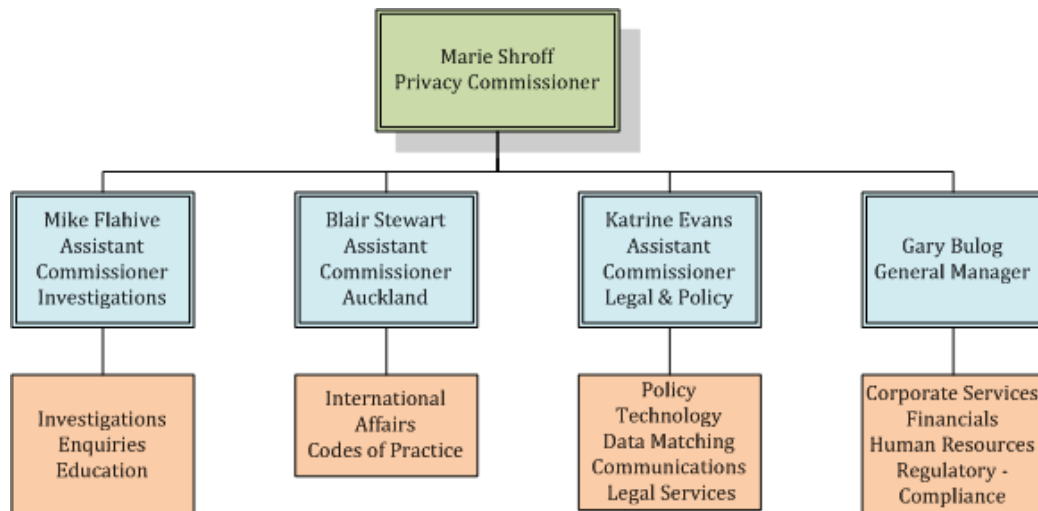 Marie Shroff
Privacy Commissioner
Mike Flahive
Assistant
Commissioner
Investigations
Blair Stewart
Assistant
Commissioner
Auckland
Katrine Evans
Assistant
Commissioner
Legal & Policy
Gary Bulog
General Manager
Investigations
Enquiries
Education
International
Affairs
Codes of Practice
Policy
Technology
Data Matching
Communications
Legal Services
Corporate Services
Financials
Human Resources
Regulatory -
Compliance